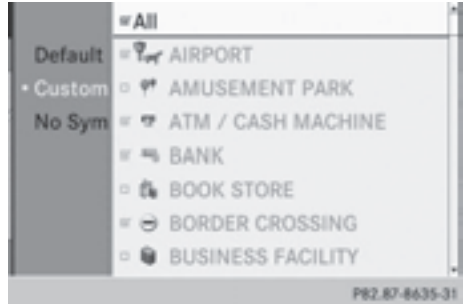 All
Default
AIRPORT
• Custom
AMUSEMENT PARK
No Sym
ATM / CASH MACHINE
BANK
BOOK STORE
BORDER CROSSING
BUSINESS FACILITY
P82.87-8635-31